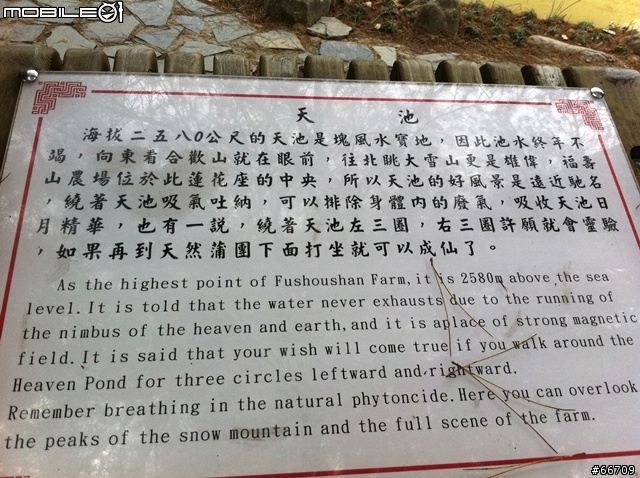 MOBILE01
天　池
海拔二五八0公尺的天池是塊風水寶地，因此池水終年不
竭，向東看合歡山就在眼前，往北眺大雪山更是雄偉，福壽
山農場位於此蓮花座的中央，所以天池的好風景是遠近馳名
，繞著天池吸氣吐納，可以排除身體內的廢氣，吸收天池日
月精華，也有一說，繞著天池左三圈，右三圈許願就會靈驗
，如果再到天然蒲團下面打坐就可以成仙了。
As the highest point of Fushoushan Farm, it is 2580m above the sea
level. It is told that the water never exhausts due to the running of
the nimbus of the heaven and earth, and it is aplace of strong magnetic
field. It is said that your wish will come true if you walk around the
Heaven Pond for three circles leftward and rightward.
Remember breathing in the natural phytoncide. Here you can overlook
the peaks of the snow mountain and the full scene of the farm.
#66709